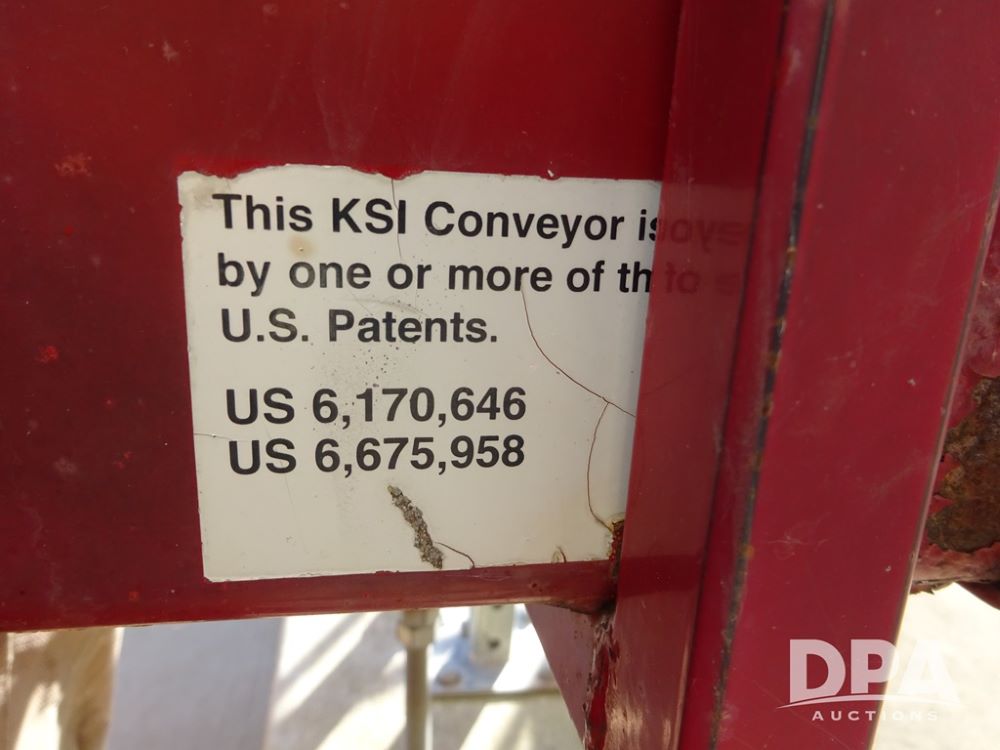 This KSI Conveyor is
by one or more of th
U.S. Patents.
US 6,170,646
US 6,675,958
DPA
AUCTIONS